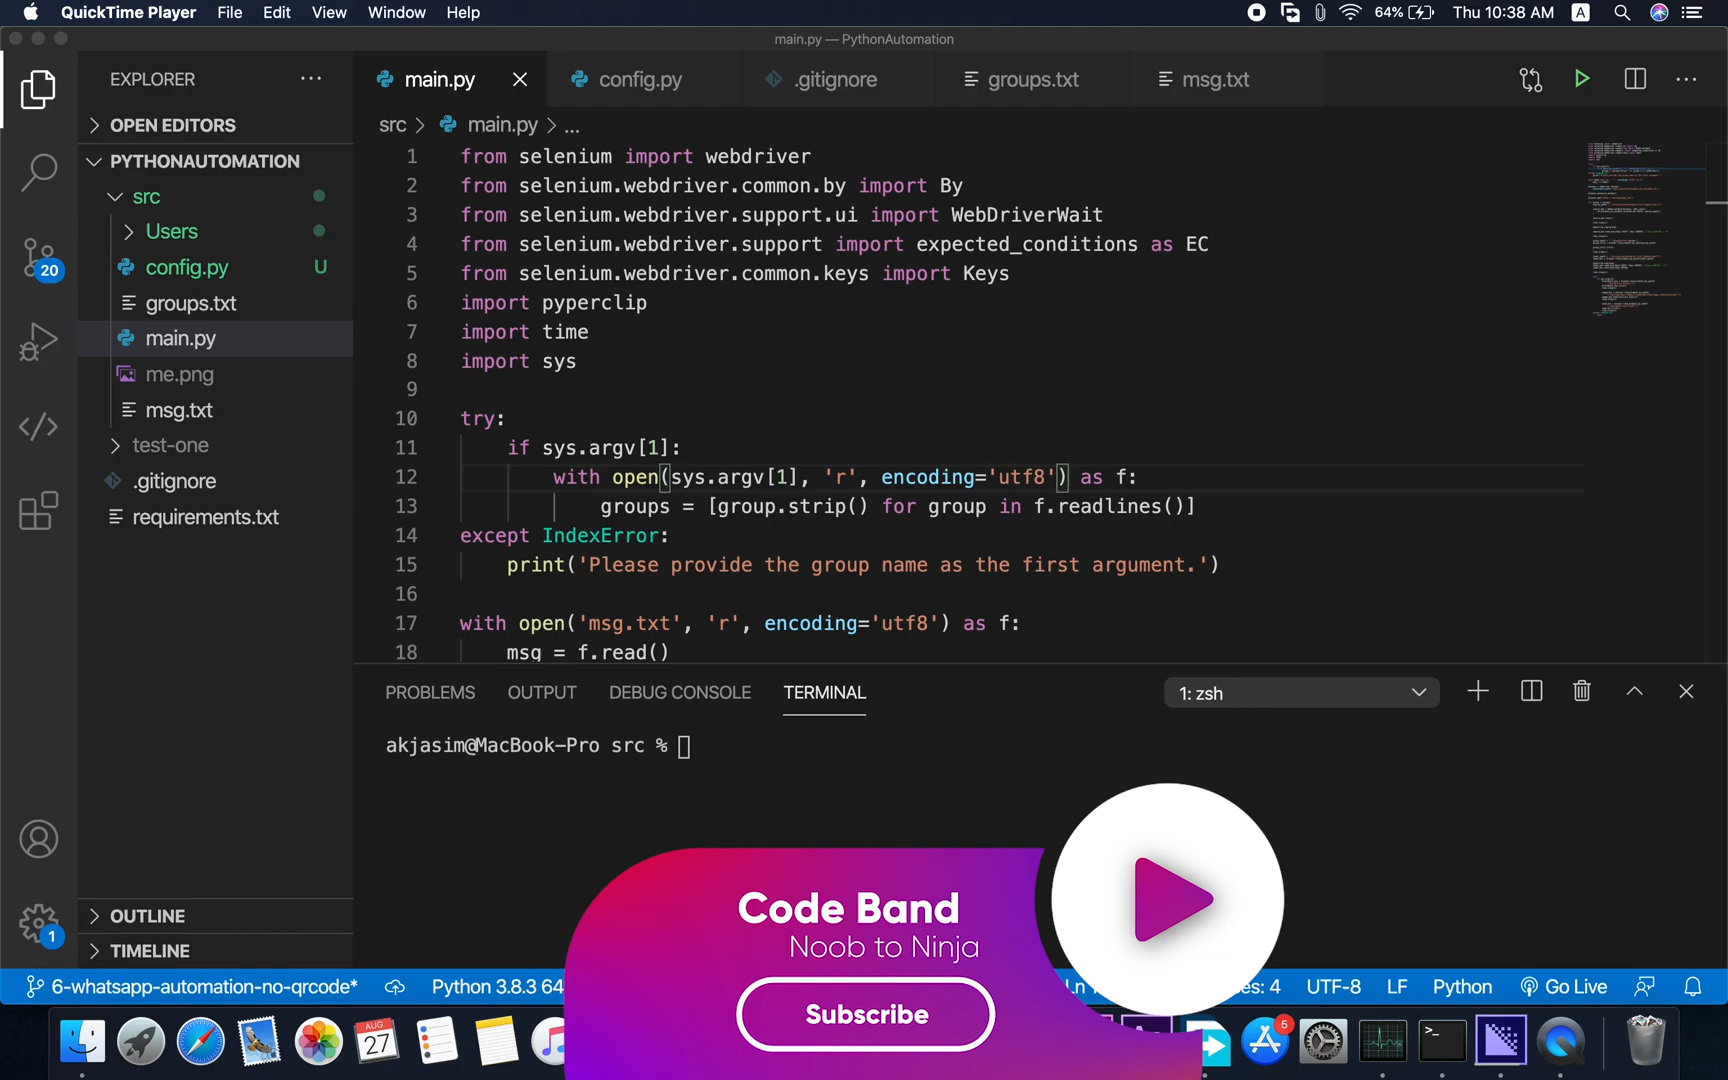 QuickTime Player File Edit View Window Help 64% Thu 10:38 AM A
main.py — PythonAutomation
EXPLORER ...
main.py config.py .gitignore groups.txt msg.txt
OPEN EDITORS
src > main.py > ...
PYTHONAUTOMATION
src
Users
config.py U
groups.txt
main.py
me.png
msg.txt
test-one
.gitignore
requirements.txt
20
1 from selenium import webdriver
2 from selenium.webdriver.common.by import By
3 from selenium.webdriver.support.ui import WebDriverWait
4 from selenium.webdriver.support import expected_conditions as EC
5 from selenium.webdriver.common.keys import Keys
6 import pyperclip
7 import time
8 import sys
9
10 try:
11 if sys.argv[1]:
12 with open(sys.argv[1], 'r', encoding='utf8') as f:
13 groups = [group.strip() for group in f.readlines()]
14 except IndexError:
15 print('Please provide the group name as the first argument.')
16
17 with open('msg.txt', 'r', encoding='utf8') as f:
18 msg = f.read()
PROBLEMS OUTPUT DEBUG CONSOLE TERMINAL 1: zsh
akjasim@MacBook-Pro src %
OUTLINE
TIMELINE
1
Code Band
Noob to Ninja
Subscribe
6-whatsapp-automation-no-qrcode* Python 3.8.3 64 UTF-8 LF Python Go Live
AUG
27
5